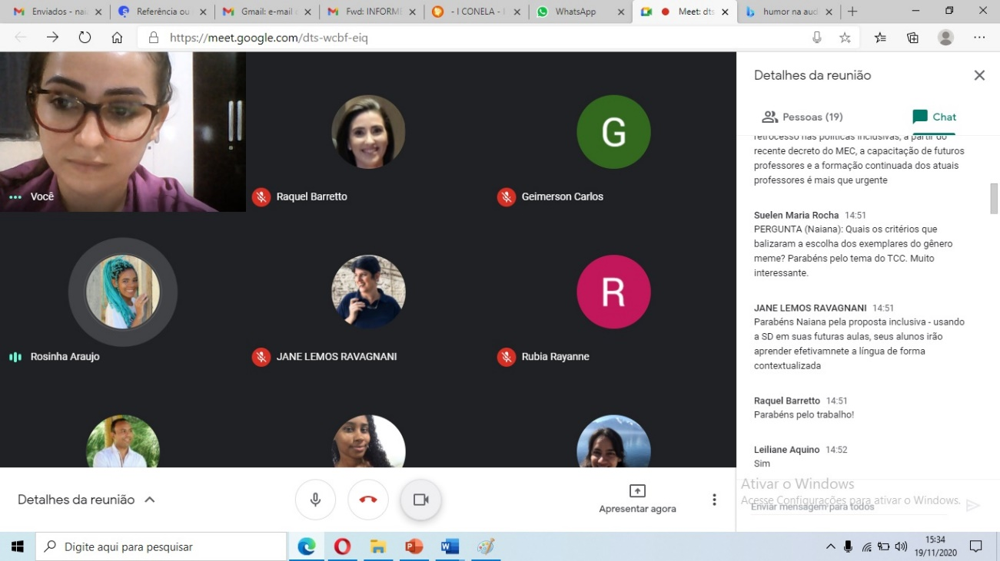 Enviados - nai
Referência ou
Gmail: e-mail
Fwd: INFORM
- I CONELA -
WhatsApp
Meet: dts
humor na aud
https://meet.google.com/dts-wcbf-eiq
Você
Raquel Barretto
G
Geimerson Carlos
Rosinha Araujo
JANE LEMOS RAVAGNANI
R
Rubia Rayanne
Detalhes da reunião
Pessoas (19)
Chat
retrocesso nas políticas inclusivas, a partir do
recente decreto do MEC, a capacitação de futuros
professores e a formação continuada dos atuais
professores é mais que urgente
Suelen Maria Rocha 14:51
PERGUNTA (Naiana): Quais os critérios que
balizaram a escolha dos exemplares do gênero
meme? Parabéns pelo tema do TCC. Muito
interessante.
JANE LEMOS RAVAGNANI 14:51
Parabéns Naiana pela proposta inclusiva - usando
a SD em suas futuras aulas, seus alunos irão
aprender efetivamnete a língua de forma
contextualizada
Raquel Barretto 14:51
Parabéns pelo trabalho!
Leiliane Aquino 14:52
Sim
Ativar o Windows
Acesse Configurações para ativar o Windows.
Enviar mensagem para todos
Detalhes da reunião
Apresentar agora
Digite aqui para pesquisar
15:34
19/11/2020